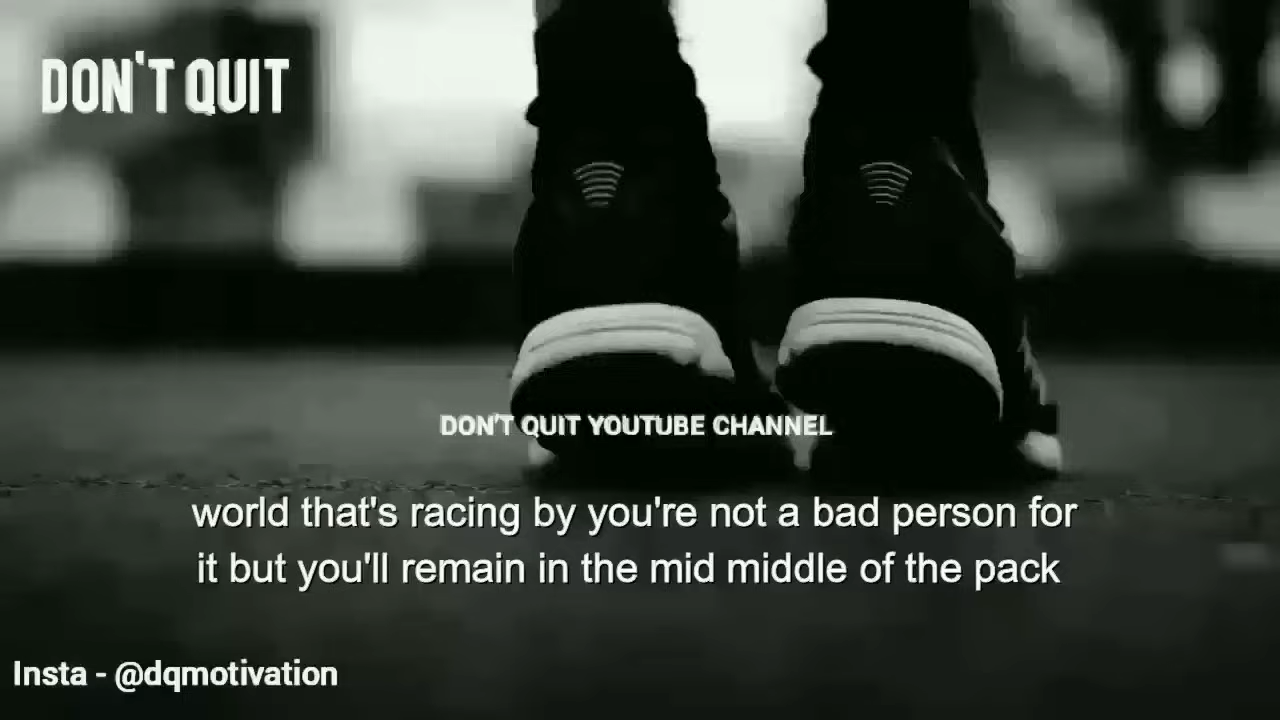 DON'T QUIT
DON'T QUIT YOUTUBE CHANNEL
world that's racing by you're not a bad person for
it but you'll remain in the mid middle of the pack
Insta - @dqmotivation